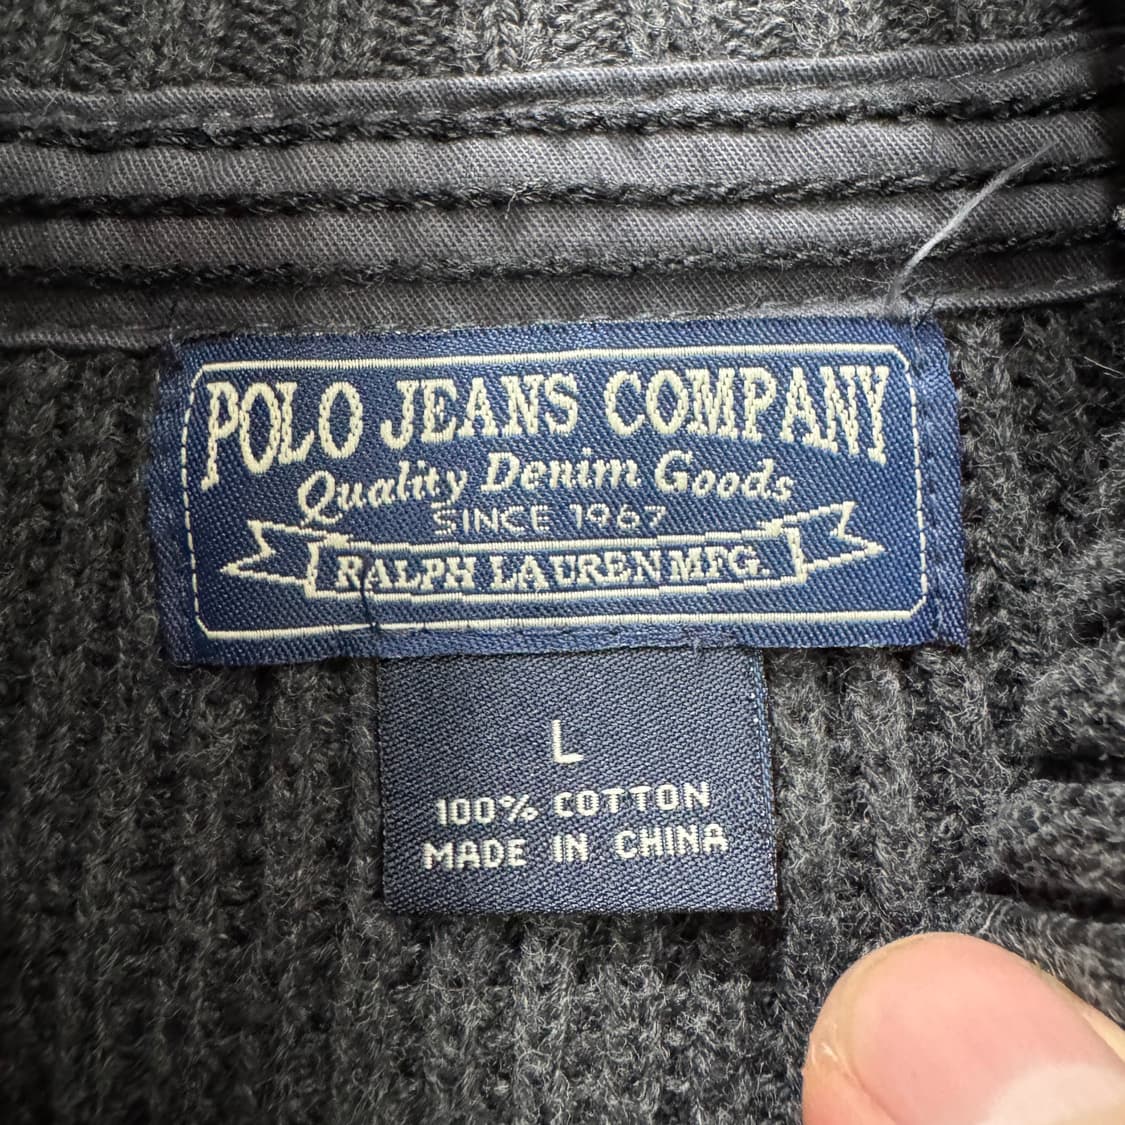 POLO JEANS COMPANY
Quality Denim Goods
SINCE 1967
RALPH LAUREN MFG.
L
100% COTTON
MADE IN CHINA